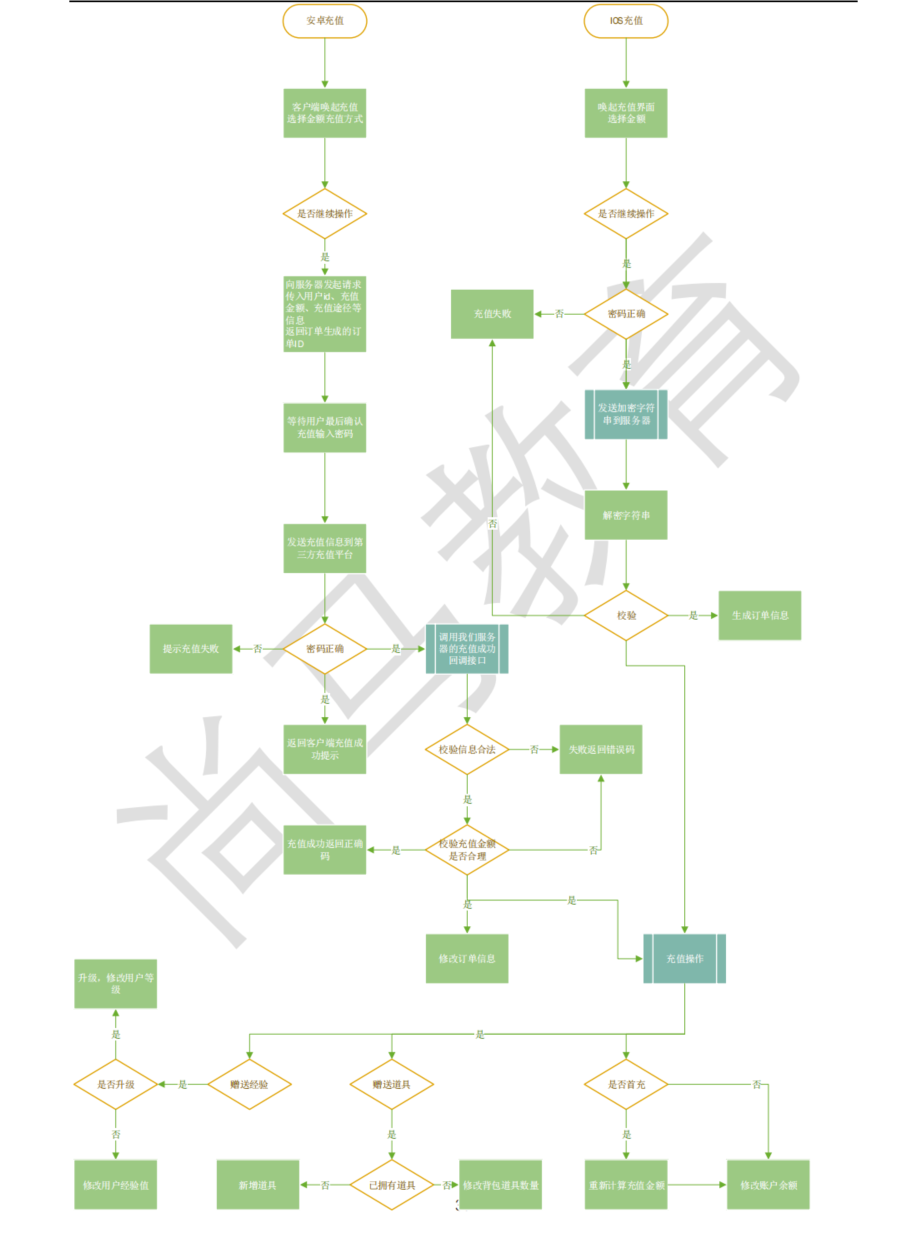 安卓充值
IOS充值
客户端唤起充值
选择金额充值方式
唤起充值界面
选择金额
是否继续操作
是否继续操作
是
是
向服务器发起请求
传入用户id、充值
金额、充值途径等
信息
返回订单生成的订
单ID
充值失败
否
密码正确
是
等待用户最后确认
充值输入密码
发送加密字符
串到服务器
解密字符串
否
发送充值信息到第
三方充值平台
校验
是
生成订单信息
提示充值失败
否
密码正确
是
调用我们服务
器的充值成功
回调接口
是
返回客户端充值成
功提示
校验信息合法
否
失败返回错误码
是
充值成功返回正确
码
是
校验充值金额
是否合理
否
是
是
修改订单信息
充值操作
升级、修改用户等
级
是
是
是否升级
是
赠送经验
赠送道具
是否首充
否
否
是
是
修改用户经验值
新增道具
否
已拥有道具
否
修改背包道具数量
重新计算充值金额
修改账户余额
尚马教育